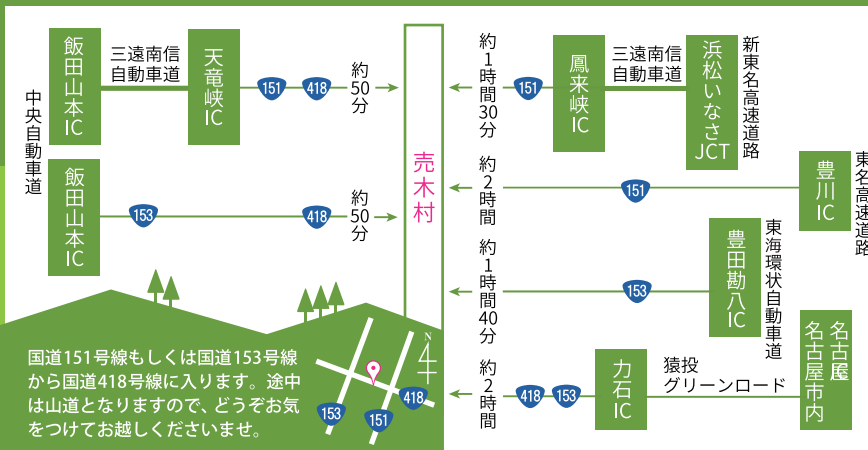 中央自動車道
飯田山本IC
三遠南信
自動車道
天竜峡IC
151
418
約50分
飯田山本IC
153
418
約50分
売木村
約1時間30分
151
鳳来峡IC
三遠南信
自動車道
浜松いなさJCT
新東名高速道路
約2時間
151
豊川IC
東名高速道路
約1時間40分
153
豊田勘八IC
東海環状自動車道
約2時間
418
153
力石IC
猿投
グリーンロード
名古屋
名古屋市内
国道151号線もしくは国道153号線
から国道418号線に入ります。途中
は山道となりますので、どうぞお気
をつけてお越しくださいませ。
N
153
151
418